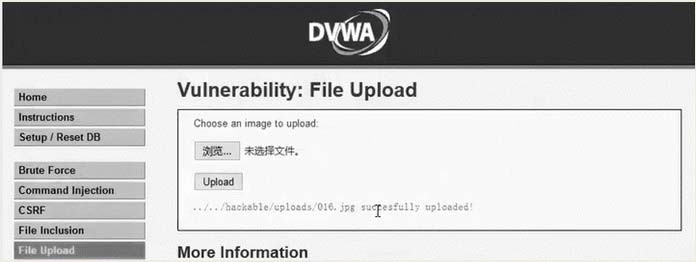 DVWA
Vulnerability: File Upload
Home
Instructions
Setup / Reset DB
Brute Force
Command Injection
CSRF
File Inclusion
File Upload
Choose an image to upload:
浏览... 未选择文件。
Upload
../../hackable/uploads/016.jpg succesfully uploaded!
More Information